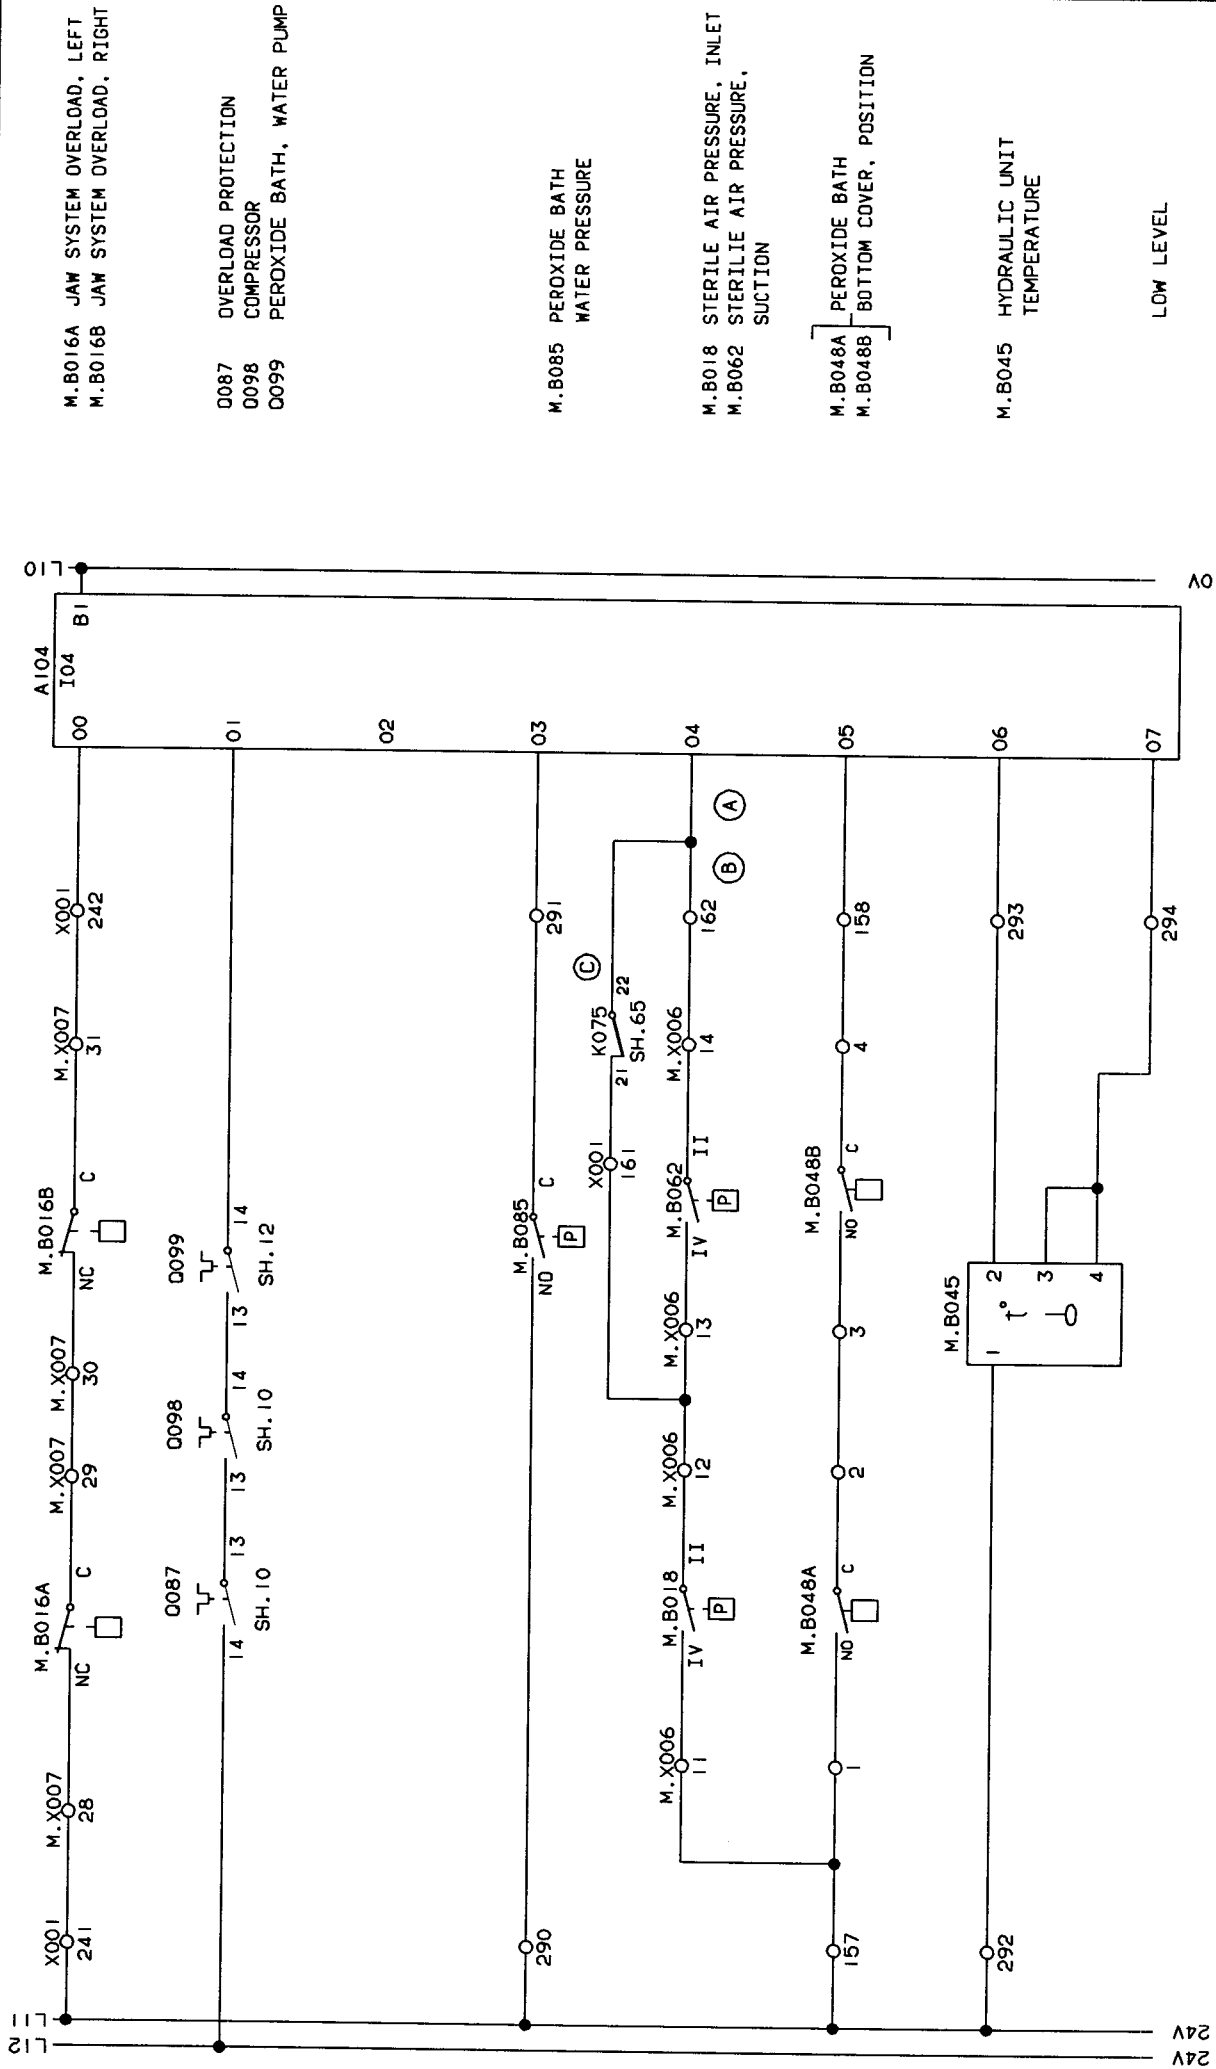 M.B016A JAW SYSTEM OVERLOAD, LEFT
M.B016B JAW SYSTEM OVERLOAD, RIGHT
Q087 OVERLOAD PROTECTION
Q098 COMPRESSOR
Q099 PEROXIDE BATH, WATER PUMP
M.B085 PEROXIDE BATH
WATER PRESSURE
M.B018 STERILE AIR PRESSURE, INLET
M.B062 STERILIE AIR PRESSURE,
SUCTION
M.B048A PEROXIDE BATH
M.B048B BOTTOM COVER, POSITION
M.B045 HYDRAULIC UNIT
TEMPERATURE
LOW LEVEL
L10
0V
A104
I04
B1
00
01
02
03
04
05
06
07
L12
L11
X001
241
M.X007
28
M.B016A
NC
C
M.X007
29
M.X007
30
M.B016B
NC
C
M.X007
31
X001
242
Q087
14
13
SH.10
Q098
13
14
SH.10
Q099
13
14
SH.12
290
M.B085
NO
C
P
291
X001
161
K075
21
22
SH.65
C
M.X006
11
M.B018
IV
II
P
M.X006
12
M.X006
13
M.B062
IV
II
P
M.X006
14
162
B
A
157
1
M.B048A
NO
C
2
3
M.B048B
NO
C
4
158
292
M.B045
1
t°
2
3
4
293
294
24V
24V